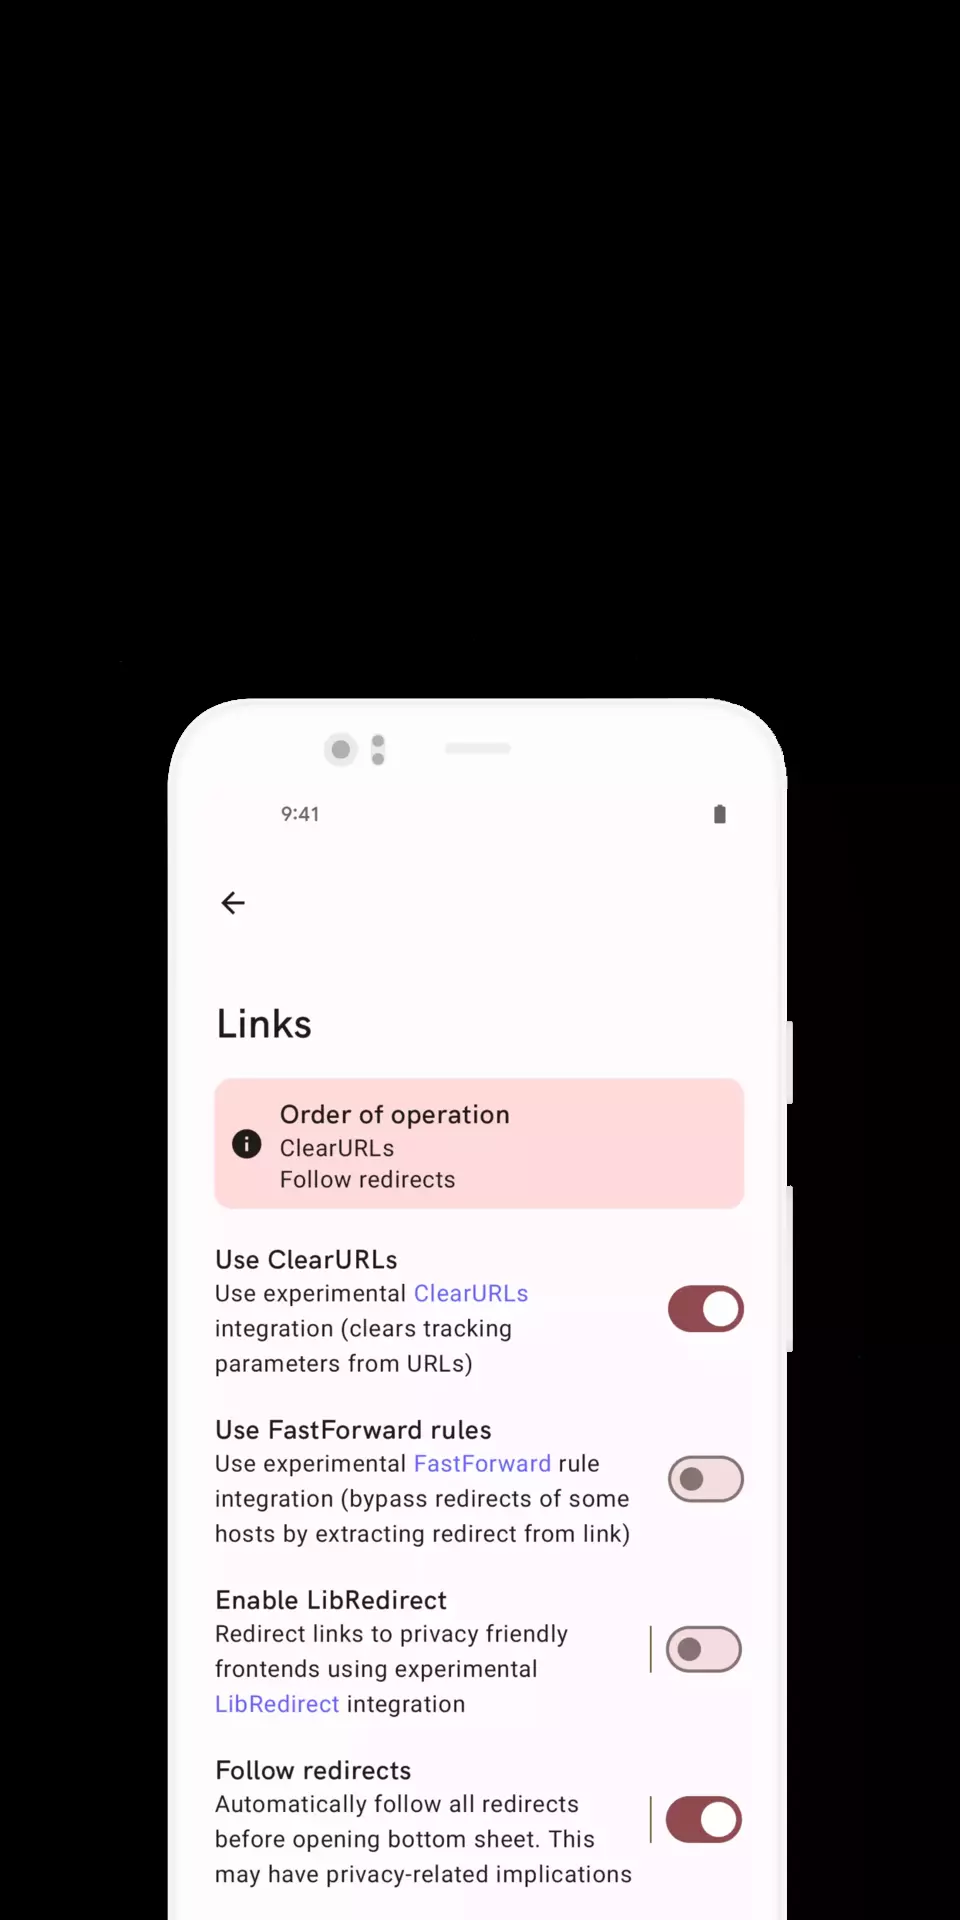 9:41
Links
Order of operation
ClearURLs
Follow redirects
Use ClearURLs
Use experimental ClearURLs
integration (clears tracking
parameters from URLs)
Use FastForward rules
Use experimental FastForward rule
integration (bypass redirects of some
hosts by extracting redirect from link)
Enable LibRedirect
Redirect links to privacy friendly
frontends using experimental
LibRedirect integration
Follow redirects
Automatically follow all redirects
before opening bottom sheet. This
may have privacy-related implications